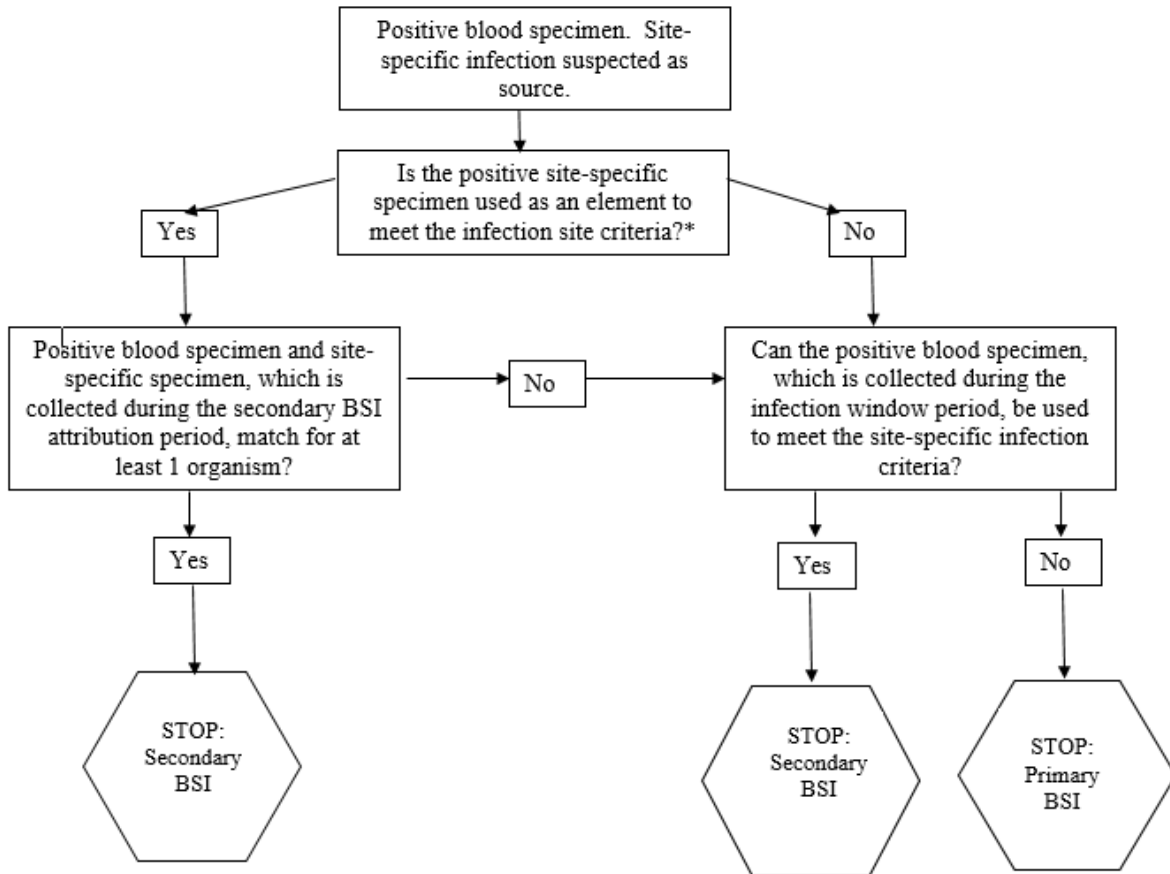 Positive blood specimen.  Site-
specific infection suspected as
source.
Is the positive site-specific
specimen used as an element to
meet the infection site criteria?*
Yes
No
Positive blood specimen and site-
specific specimen, which is
collected during the secondary BSI
attribution period, match for at
least 1 organism?
No
Can the positive blood specimen,
which is collected during the
infection window period, be used
to meet the site-specific infection
criteria?
Yes
Yes
No
STOP:
Secondary
BSI
STOP:
Secondary
BSI
STOP:
Primary
BSI